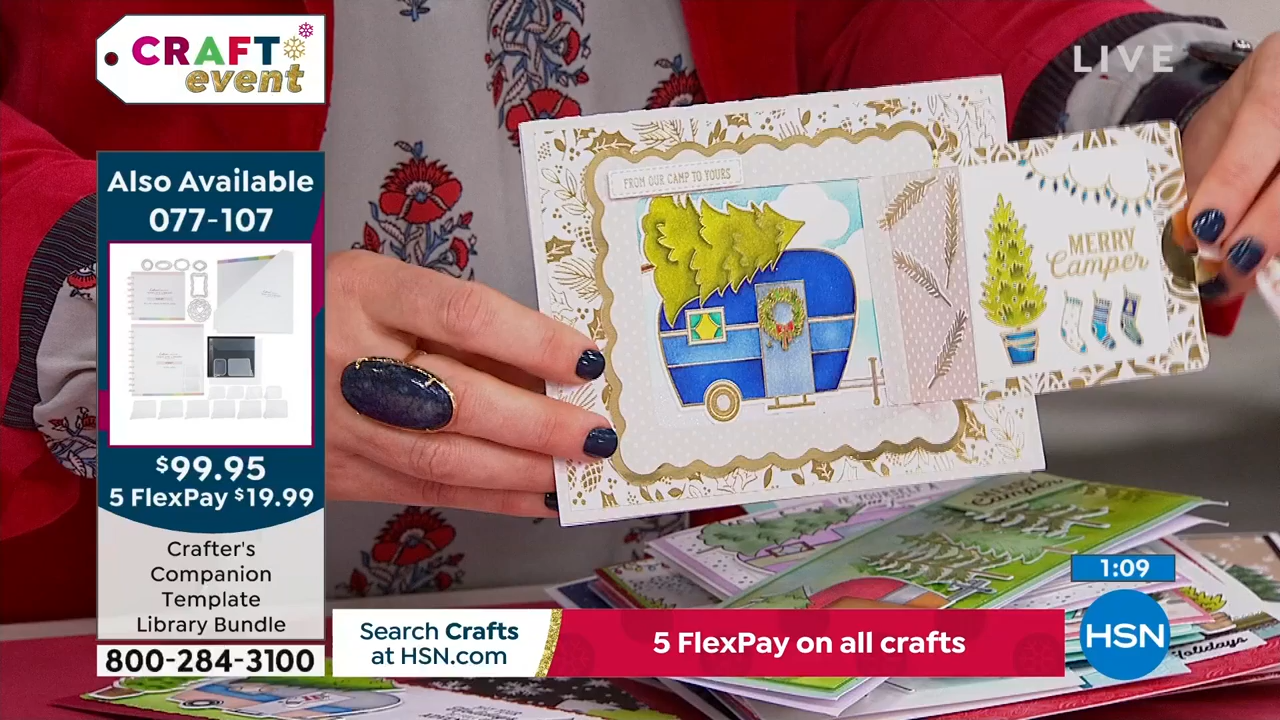 CRAFT
event
LIVE
Also Available
077-107
$99.95
5 FlexPay $19.99
Crafter's
Companion
Template
Library Bundle
800-284-3100
FROM OUR CAMP TO YOURS
MERRY
Camper
Camper
Holidays
1:09
HSN
Search Crafts
at HSN.com
5 FlexPay on all crafts